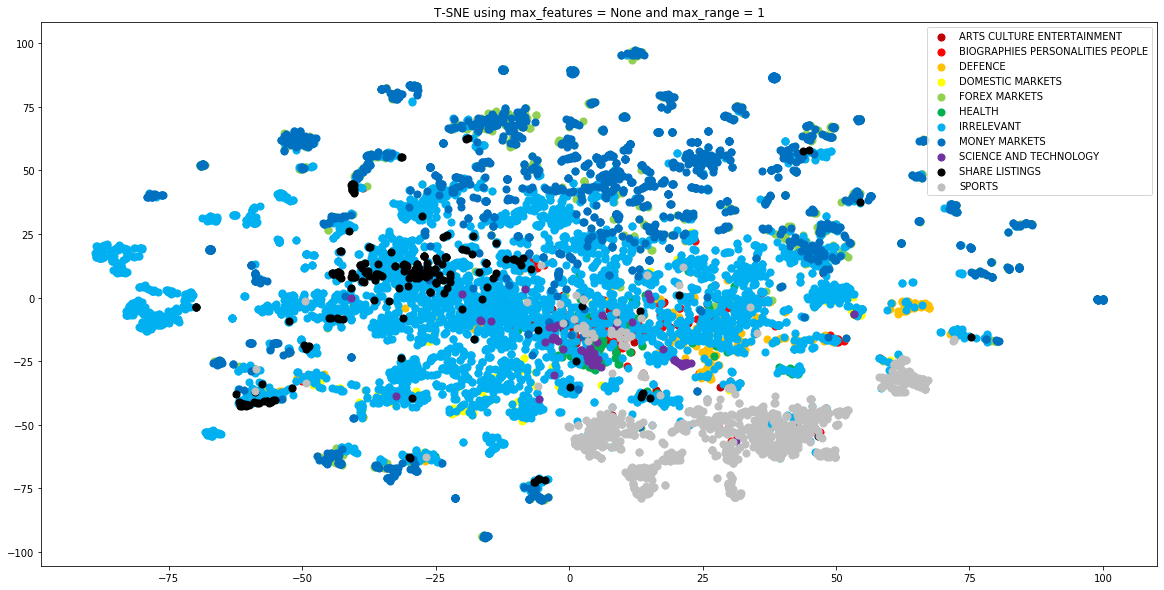 T-SNE using max_features = None and max_range = 1
ARTS CULTURE ENTERTAINMENT
BIOGRAPHIES PERSONALITIES PEOPLE
DEFENCE
DOMESTIC MARKETS
FOREX MARKETS
HEALTH
IRRELEVANT
MONEY MARKETS
SCIENCE AND TECHNOLOGY
SHARE LISTINGS
SPORTS
100
75
50
25
0
−25
−50
−75
−100
−75 −50 −25 0 25 50 75 100